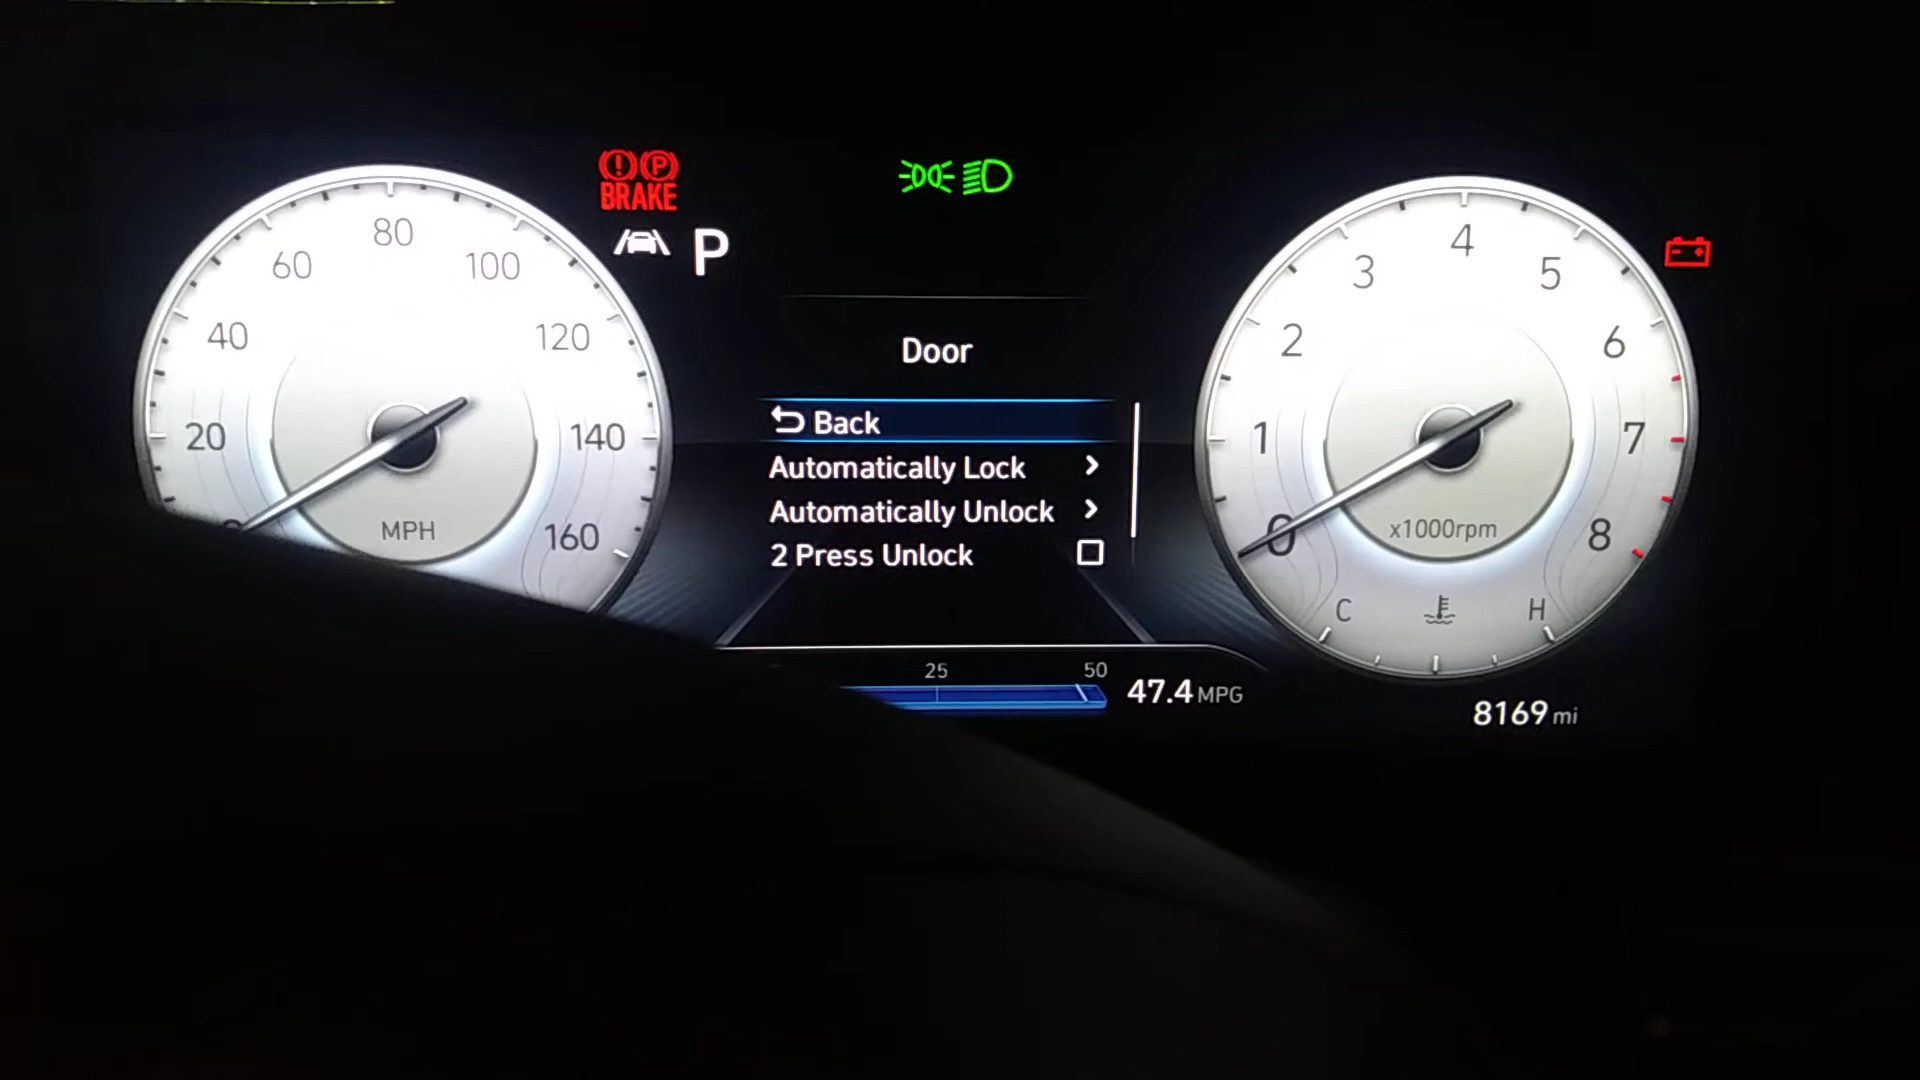 BRAKE
P
Door
Back
Automatically Lock
Automatically Unlock
2 Press Unlock
20
40
60
80
100
120
140
160
MPH
0
1
2
3
4
5
6
7
8
x1000rpm
C
H
25
50
47.4 MPG
8169 mi